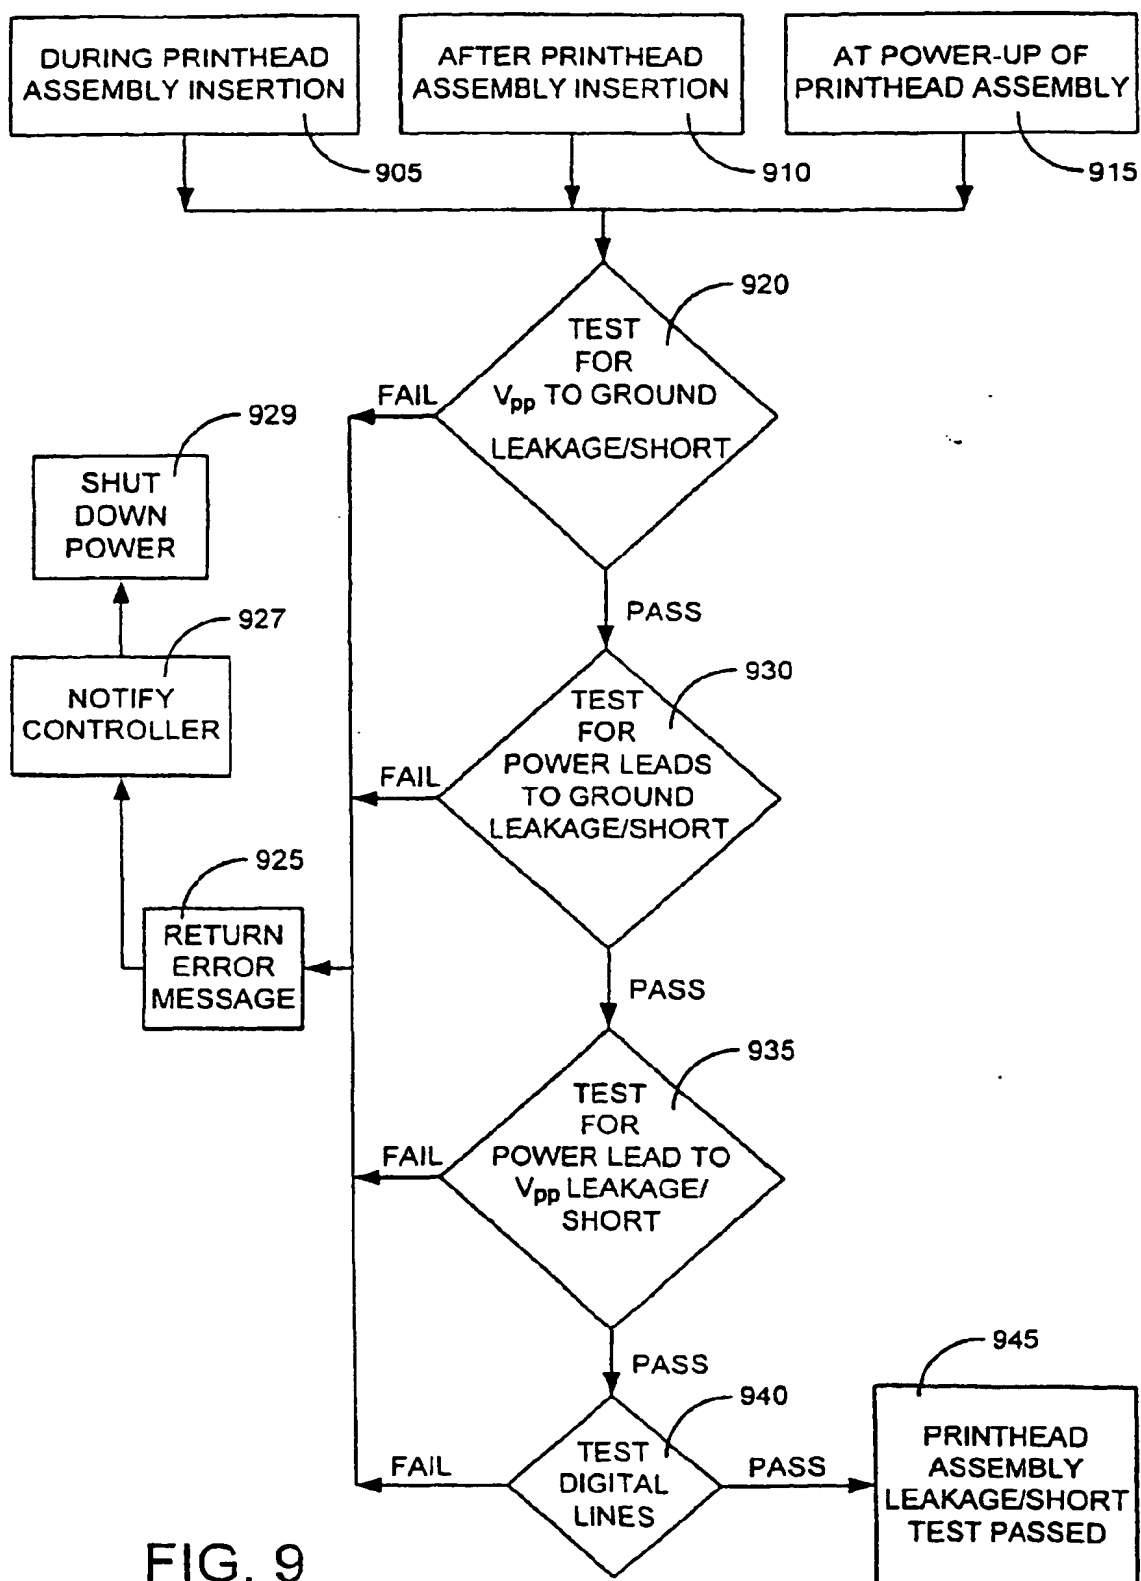 DURING PRINTHEAD
ASSEMBLY INSERTION
905
AFTER PRINTHEAD
ASSEMBLY INSERTION
910
AT POWER-UP OF
PRINTHEAD ASSEMBLY
915
920
TEST
FOR
Vpp TO GROUND
LEAKAGE/SHORT
FAIL
PASS
929
SHUT
DOWN
POWER
927
NOTIFY
CONTROLLER
925
RETURN
ERROR
MESSAGE
930
TEST
FOR
POWER LEADS
TO GROUND
LEAKAGE/SHORT
FAIL
PASS
935
TEST
FOR
POWER LEAD TO
Vpp LEAKAGE/
SHORT
FAIL
PASS
940
TEST
DIGITAL
LINES
FAIL
PASS
945
PRINTHEAD
ASSEMBLY
LEAKAGE/SHORT
TEST PASSED
FIG. 9